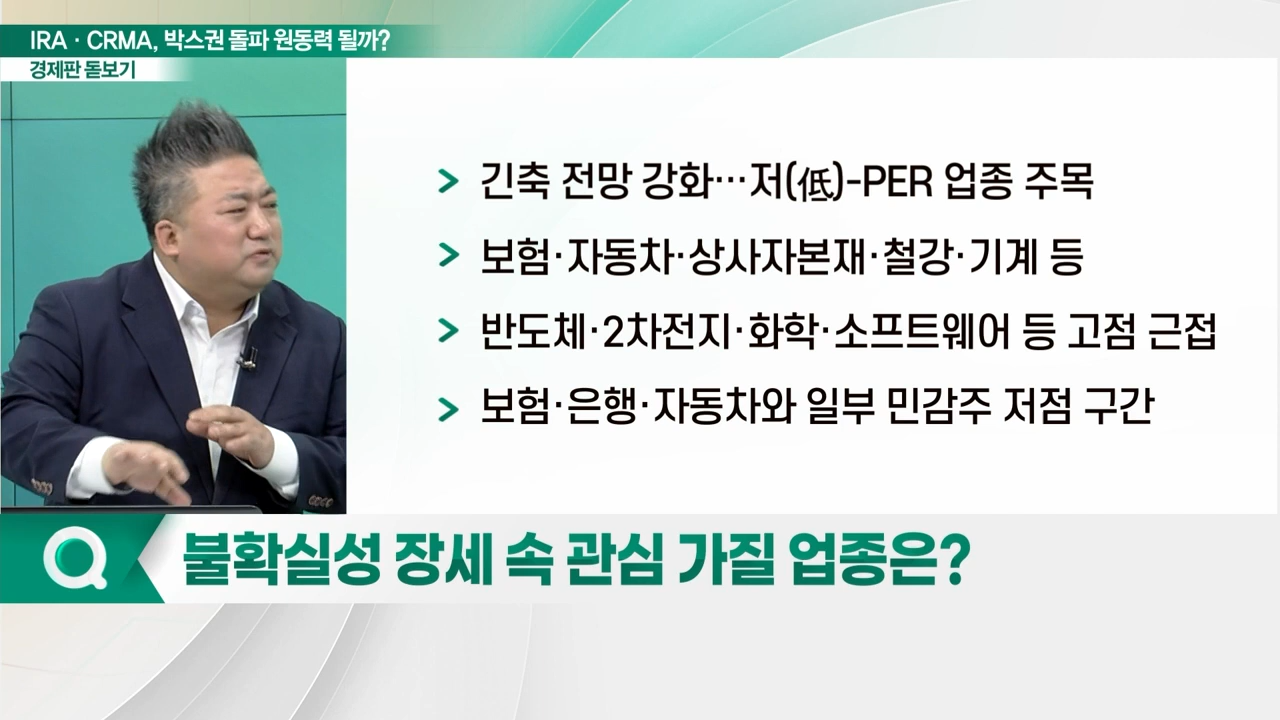 IRA · CRMA, 박스권 돌파 원동력 될까?
경제판 돋보기
> 긴축 전망 강화…저(低)-PER 업종 주목
> 보험·자동차·상사자본재·철강·기계 등
> 반도체·2차전지·화학·소프트웨어 등 고점 근접
> 보험·은행·자동차와 일부 민감주 저점 구간
Q 불확실성 장세 속 관심 가질 업종은?